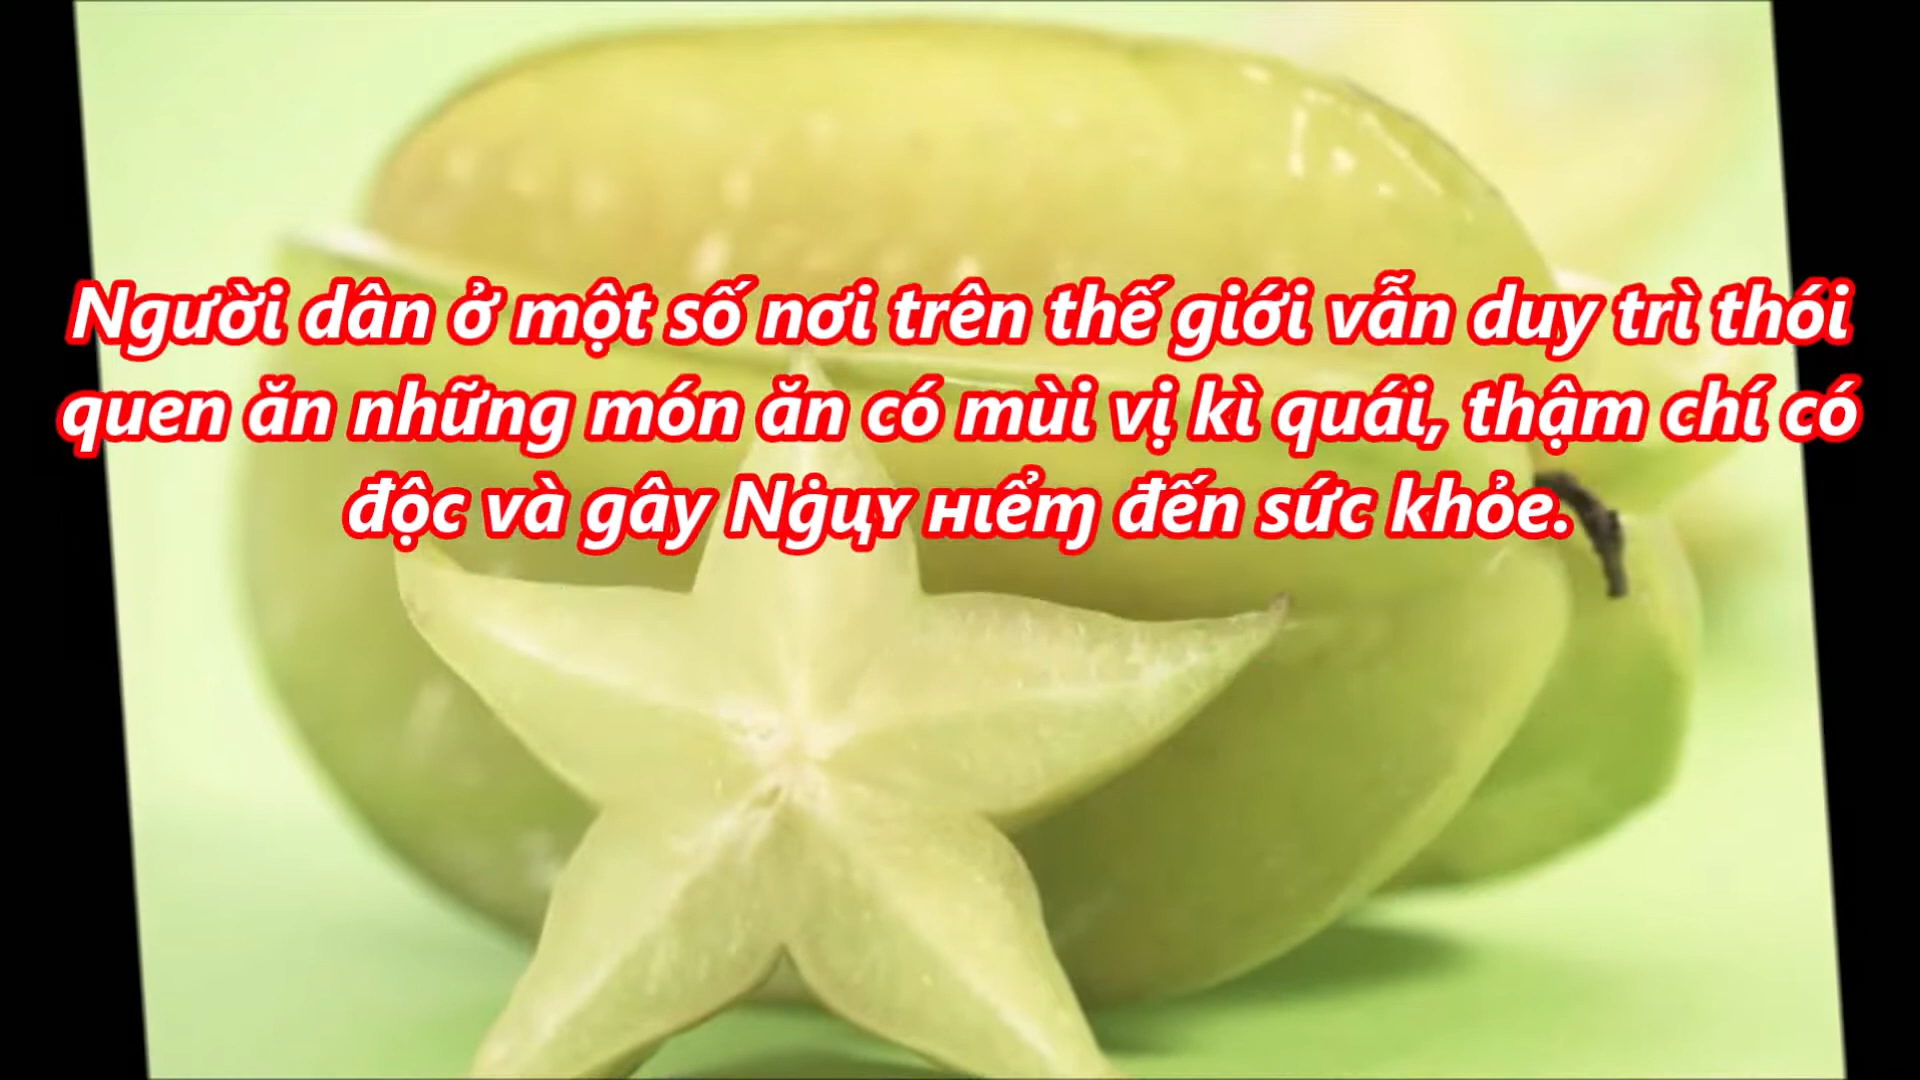 Người dân ở một số nơi trên thế giới vẫn duy trì thói
quen ăn những món ăn có mùi vị kì quái, thậm chí có
độc và gây Nġųʏ нιểɱ đến sức khỏe.